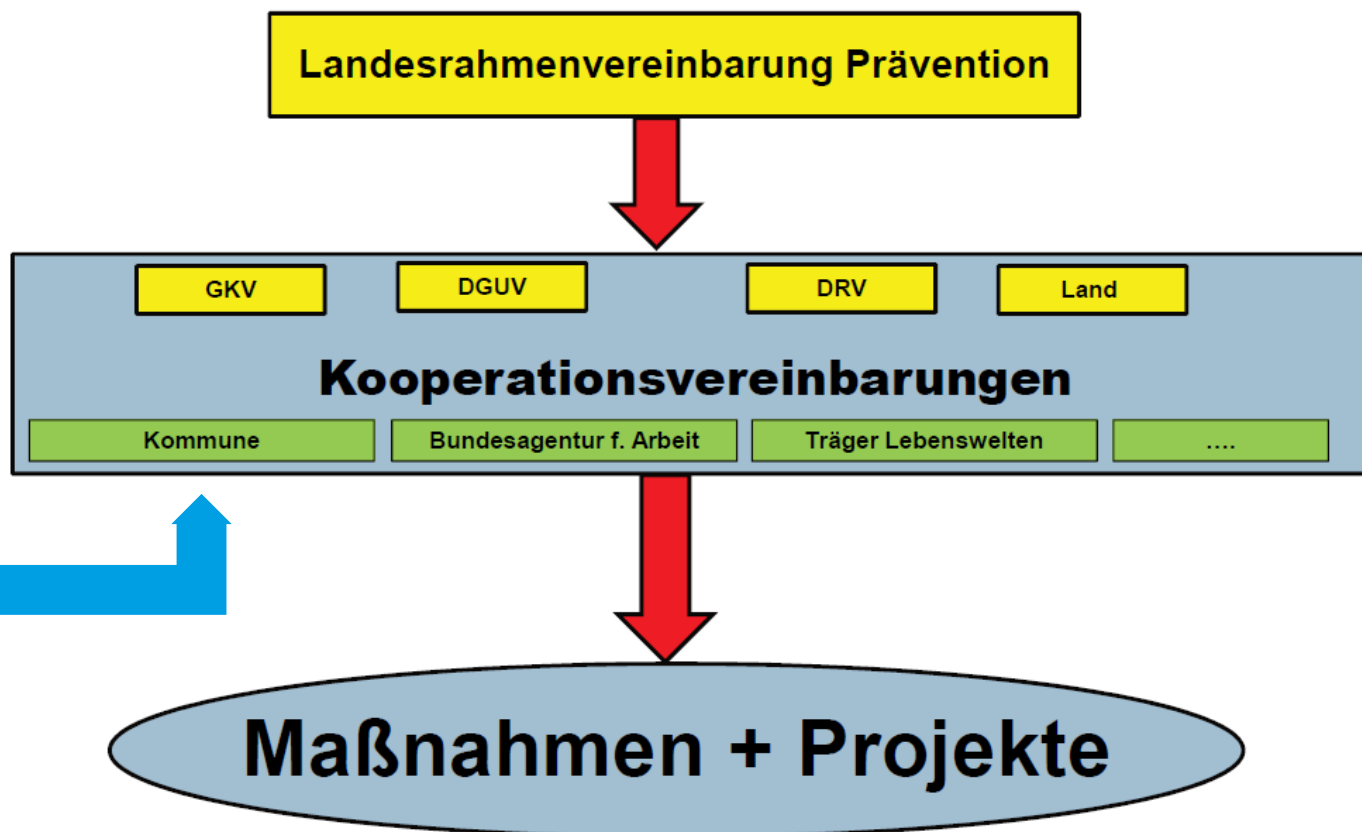 Landesrahmenvereinbarung Prävention
GKV
DGUV
DRV
Land
Kooperationsvereinbarungen
Kommune
Bundesagentur f. Arbeit
Träger Lebenswelten
....
Maßnahmen + Projekte